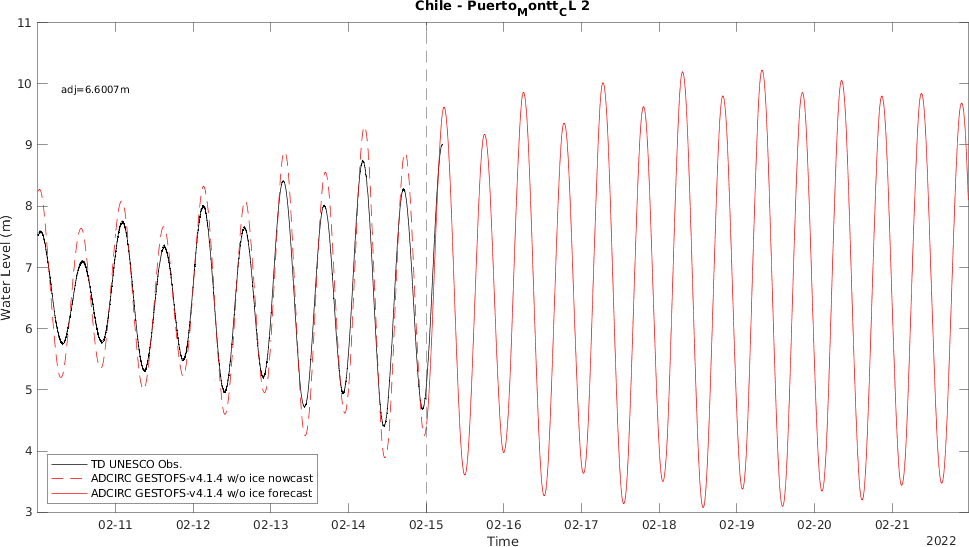 Chile - PuertoMonttCL 2
adj=6.6007m
Water Level (m)
11
10
9
8
7
6
5
4
3
TD UNESCO Obs.
ADCIRC GESTOFS-v4.1.4 w/o ice nowcast
ADCIRC GESTOFS-v4.1.4 w/o ice forecast
02-11 02-12 02-13 02-14 02-15 02-16 02-17 02-18 02-19 02-20 02-21
Time
2022